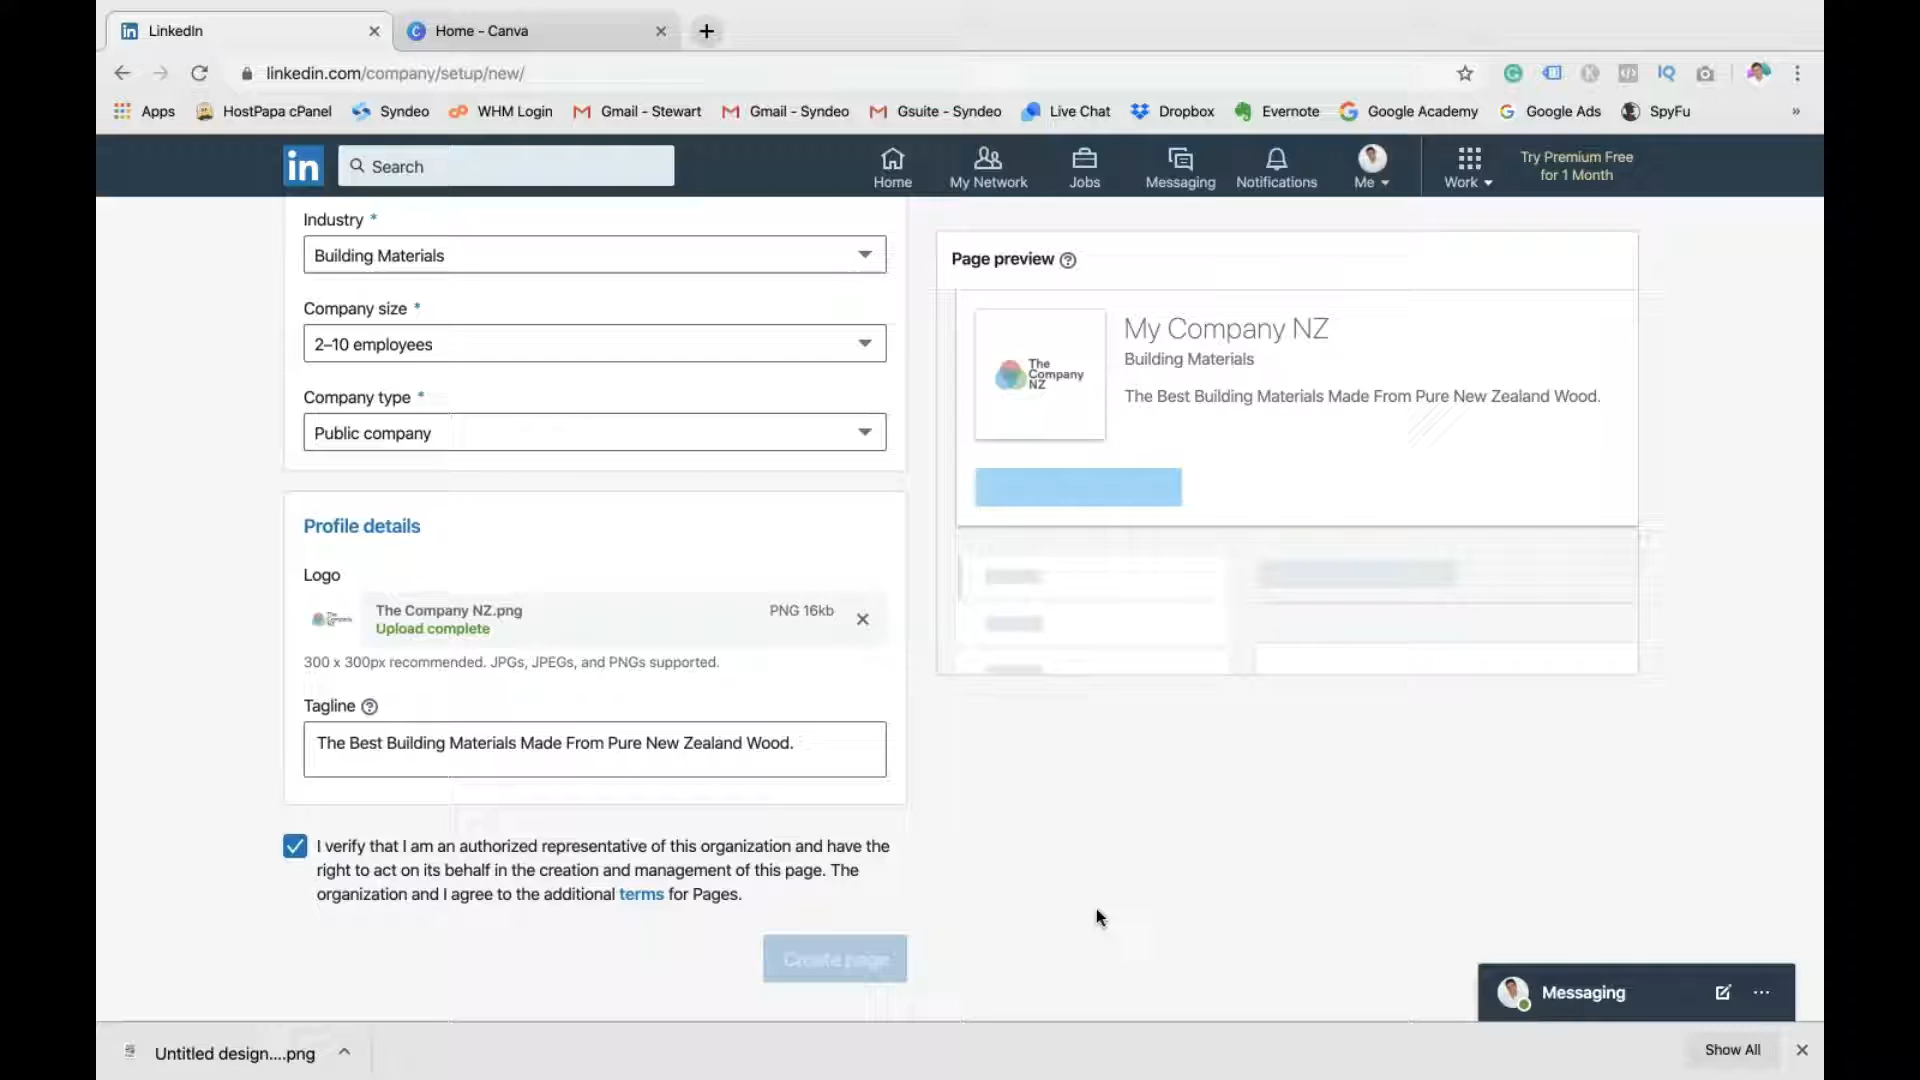 LinkedIn
Home - Canva
linkedin.com/company/setup/new/
Apps
HostPapa cPanel
Syndeo
WHM Login
Gmail - Stewart
Gmail - Syndeo
Gsuite - Syndeo
Live Chat
Dropbox
Evernote
Google Academy
Google Ads
SpyFu
»
in
Search
Home
My Network
Jobs
Messaging
Notifications
Me
Work
Try Premium Free
for 1 Month
Industry *
Building Materials
Company size *
2–10 employees
Company type *
Public company
Profile details
Logo
The Company NZ.png
PNG 16kb
Upload complete
300 x 300px recommended. JPGs, JPEGs, and PNGs supported.
Tagline
The Best Building Materials Made From Pure New Zealand Wood.
I verify that I am an authorized representative of this organization and have the
right to act on its behalf in the creation and management of this page. The
organization and I agree to the additional terms for Pages.
Create page
Page preview
The
Company
NZ
My Company NZ
Building Materials
The Best Building Materials Made From Pure New Zealand Wood.
Messaging
Untitled design....png
Show All